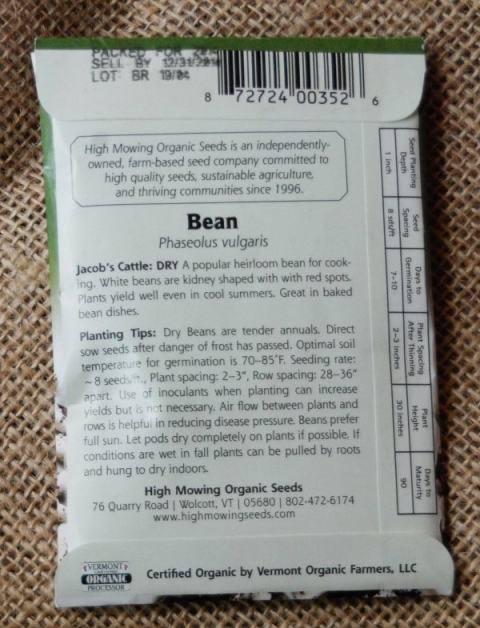 PACKED FOR
SELL BY 12/31/2014
LOT: BR 19/04
8 72724 00352 6
High Mowing Organic Seeds is an independently-
owned, farm-based seed company committed to
high quality seeds, sustainable agriculture,
and thriving communities since 1996.
Bean
Phaseolus vulgaris
Jacob's Cattle: DRY A popular heirloom bean for cook-
ing. White beans are kidney shaped with with red spots.
Plants yield well even in cool summers. Great in baked
bean dishes.
Planting Tips: Dry Beans are tender annuals. Direct
sow seeds after danger of frost has passed. Optimal soil
temperature for germination is 70–85˚F. Seeding rate:
~ 8 seeds/ft., Plant spacing: 2–3", Row spacing: 28–36"
apart. Use of inoculants when planting can increase
yields but is not necessary. Air flow between plants and
rows is helpful in reducing disease pressure. Beans prefer
full sun. Let pods dry completely on plants if possible. If
conditions are wet in fall plants can be pulled by roots
and hung to dry indoors.
High Mowing Organic Seeds
76 Quarry Road | Wolcott, VT | 05680 | 802-472-6174
www.highmowingseeds.com
Seed Planting
Depth
1 inch
Seed
Spacing
8 sds/ft
Days to
Germination
7–10
Plant Spacing
After Thinning
2–3 inches
Plant
Height
30 inches
Days to
Maturity
90
VERMONT
ORGANIC
PROCESSOR
Certified Organic by Vermont Organic Farmers, LLC